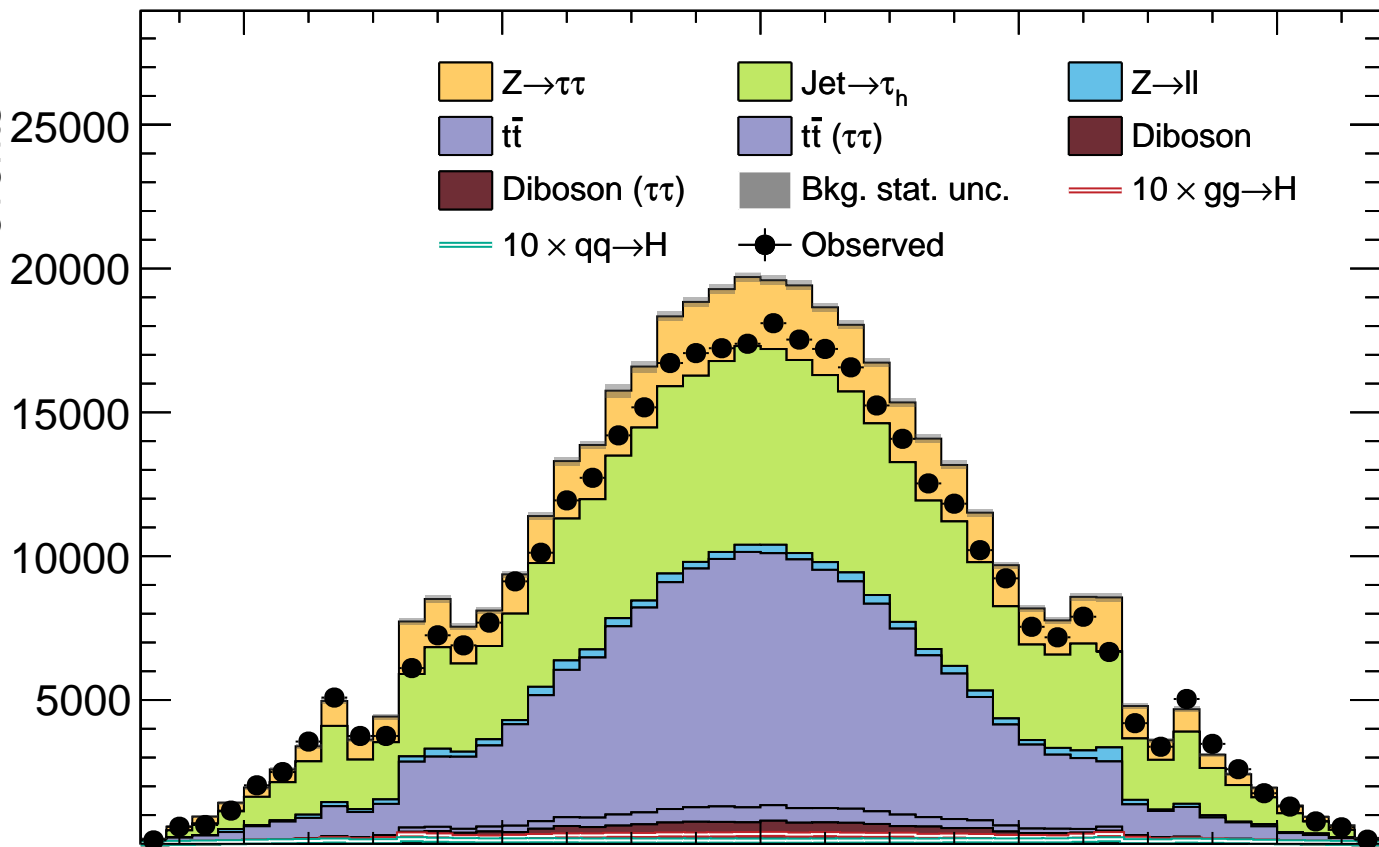 Z→ττ Jet→τh Z→ll
25000
tt̄ tt̄ (ττ) Diboson
Diboson (ττ) Bkg. stat. unc. 10 × gg→H
10 × qq→H Observed
20000
15000
10000
5000